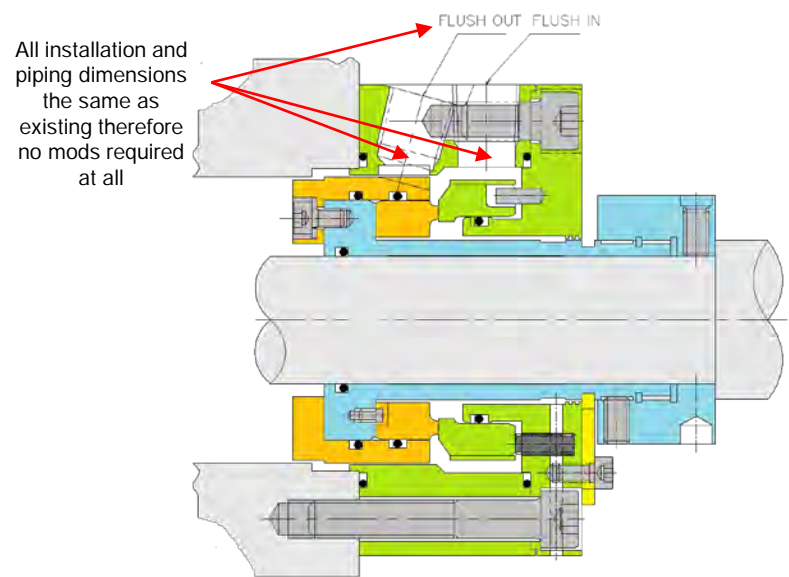 FLUSH OUT FLUSH IN
All installation and
piping dimensions
the same as
existing therefore
no mods required
at all